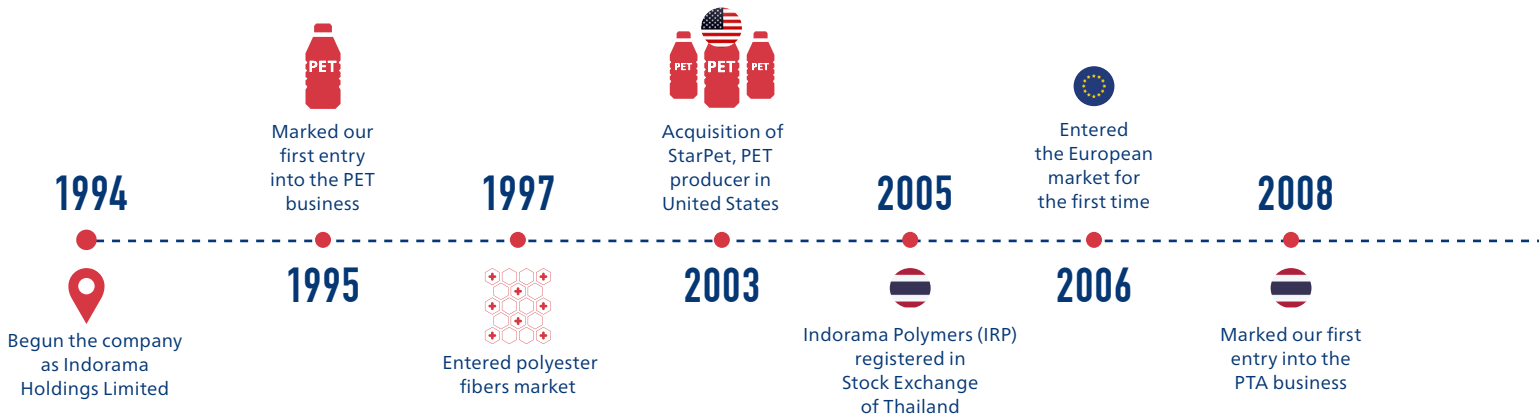 1994
Begun the company
as Indorama
Holdings Limited
PET
Marked our
first entry
into the PET
business
1995
1997
Entered polyester
fibers market
PET PET PET
Acquisition of
StarPet, PET
producer in
United States
2003
2005
Indorama Polymers (IRP)
registered in
Stock Exchange
of Thailand
Entered
the European
market for
the first time
2006
2008
Marked our first
entry into the
PTA business